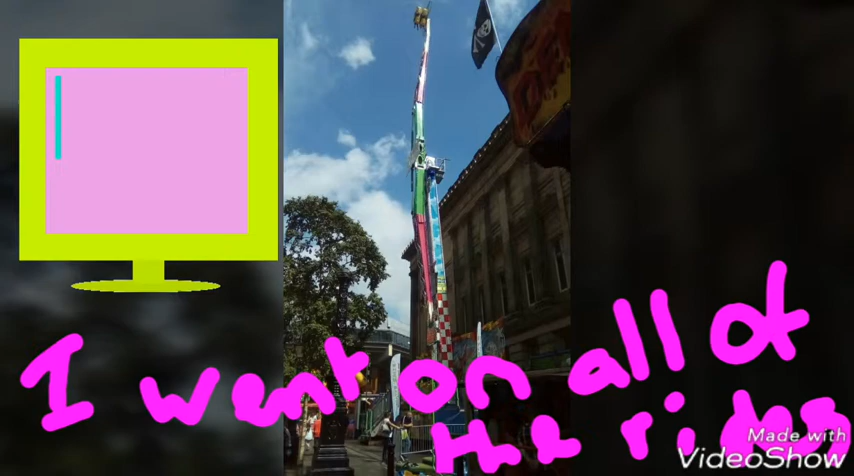 I went on all of
the rides
Made with
VideoShow